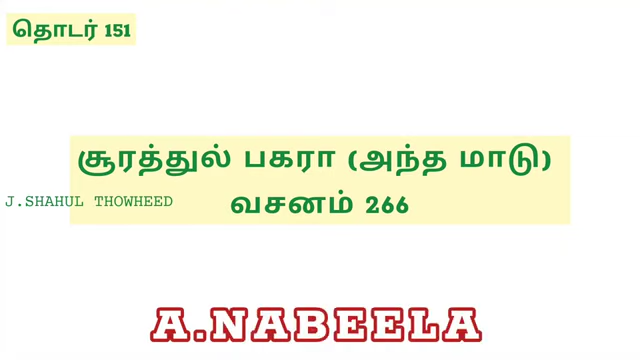 தொடர் 151
சூரத்துல் பகரா (அந்த மாடு)
வசனம் 266
J.SHAHUL THOWHEED
A.NABEELA